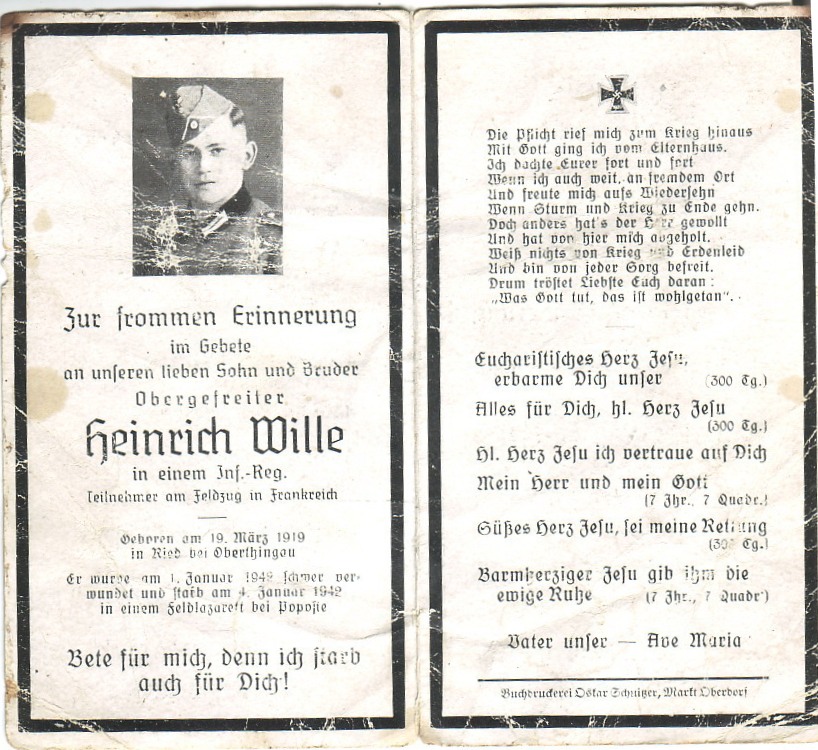 Zur frommen Erinnerung
im Gebete
an unseren lieben Sohn und Bruder
Obergefreiter
Heinrich Wille
in einem Inf.-Reg.
Teilnehmer am Feldzug in Frankreich
Geboren am 19. März 1919
in Ried bei Oberthingau
Er wurde am 1. Januar 1942 schwer ver-
wundet und starb am 4. Januar 1942
in einem Feldlazarett bei Poposje
Bete für mich, denn ich starb
auch für Dich!
Die Pflicht rief mich zum Krieg hinaus
Mit Gott ging ich vom Elternhaus.
Ich dachte Eurer fort und fort
Wenn ich auch weit, an fremdem Ort
Und freute mich aufs Wiedersehn
Wenn Sturm und Krieg zu Ende gehn.
Doch anders hat's der Herr gewollt
Und hat von hier mich abgeholt.
Weiß nichts von Krieg und Erdenleid
Und bin von jeder Sorg befreit.
Drum tröstet Liebste Euch daran:
„Was Gott tut, das ist wohlgetan".
Eucharistisches Herz Jesu,
erbarme Dich unser (300 Tg.)
Alles für Dich, hl. Herz Jesu
(300 Tg.)
Hl. Herz Jesu ich vertraue auf Dich
Mein Herr und mein Gott
(7 Jhr., 7 Quadr.)
Süßes Herz Jesu, sei meine Rettung
(300 Tg.)
Barmherziger Jesu gib ihm die
ewige Ruhe (7 Jhr., 7 Quadr.)
Vater unser — Ave Maria
Buchdruckerei Oskar Schnitzer, Markt Oberdorf